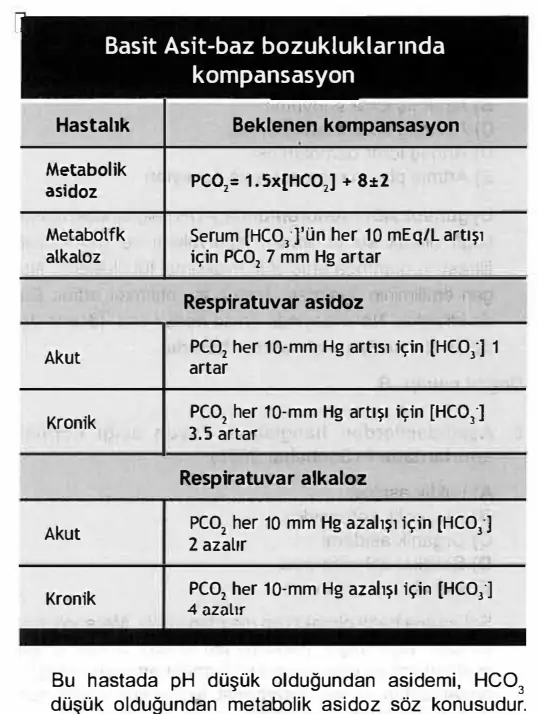 Basit Asit-baz bozukluklarında
kompansasyon
Hastalık Beklenen kompansasyon
Metabolik
asidoz
PCO₂= 1.5x[HCO₂] + 8±2
Metabolfk
alkaloz
Serum [HCO₃⁻]'ün her 10 mEq/L artışı
için PCO₂ 7 mm Hg artar
Respiratuvar asidoz
Akut
PCO₂ her 10-mm Hg artısı için [HCO₃⁻] 1
artar
Kronik
PCO₂ her 10-mm Hg artışı için [HCO₃⁻]
3.5 artar
Respiratuvar alkaloz
Akut
PCO₂ her 10 mm Hg azalışı için [HCO₃⁻]
2 azalır
Kronik
PCO₂ her 10-mm Hg azalışı için [HCO₃⁻]
4 azalır
Bu hastada pH düşük olduğundan asidemi, HCO₃
düşük olduğundan metabolik asidoz söz konusudur.